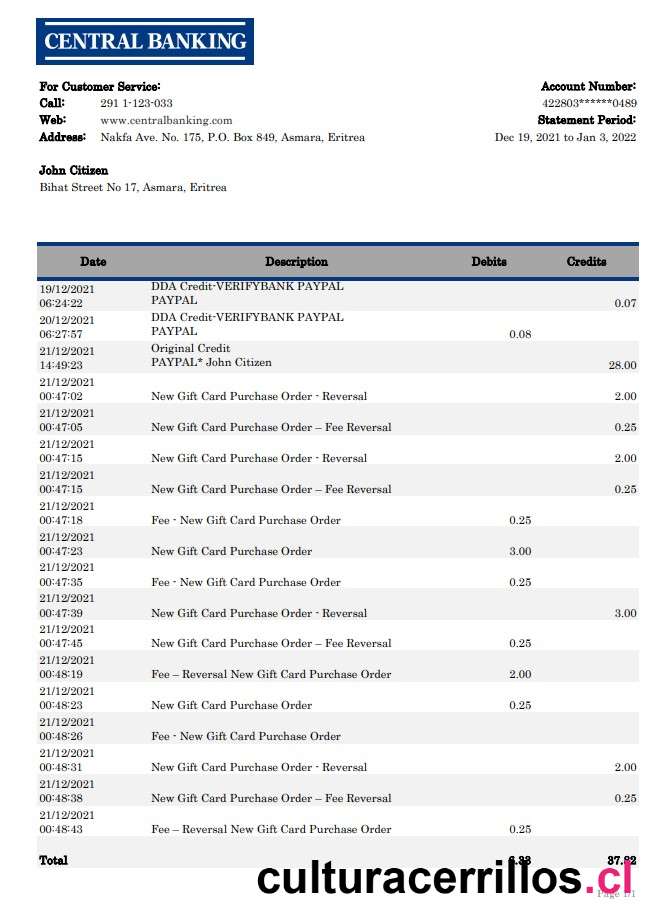 CENTRAL BANKING
For Customer Service: Account Number:
Call: 291 1-123-033 422803******0489
Web: www.centralbanking.com Statement Period:
Address: Nakfa Ave. No. 175, P.O. Box 849, Asmara, Eritrea Dec 19, 2021 to Jan 3, 2022
John Citizen
Bihat Street No 17, Asmara, Eritrea
Date Description Debits Credits
19/12/2021 DDA Credit-VERIFYBANK PAYPAL
06:24:22 PAYPAL 0.07
20/12/2021 DDA Credit-VERIFYBANK PAYPAL
06:27:57 PAYPAL 0.08
21/12/2021 Original Credit
14:49:23 PAYPAL* John Citizen 28.00
21/12/2021
00:47:02 New Gift Card Purchase Order - Reversal 2.00
21/12/2021
00:47:05 New Gift Card Purchase Order – Fee Reversal 0.25
21/12/2021
00:47:15 New Gift Card Purchase Order - Reversal 2.00
21/12/2021
00:47:15 New Gift Card Purchase Order – Fee Reversal 0.25
21/12/2021
00:47:18 Fee - New Gift Card Purchase Order 0.25
21/12/2021
00:47:23 New Gift Card Purchase Order 3.00
21/12/2021
00:47:35 Fee - New Gift Card Purchase Order 0.25
21/12/2021
00:47:39 New Gift Card Purchase Order - Reversal 3.00
21/12/2021
00:47:45 New Gift Card Purchase Order – Fee Reversal 0.25
21/12/2021
00:48:19 Fee – Reversal New Gift Card Purchase Order 2.00
21/12/2021
00:48:23 New Gift Card Purchase Order 0.25
21/12/2021
00:48:26 Fee - New Gift Card Purchase Order
21/12/2021
00:48:31 New Gift Card Purchase Order - Reversal 2.00
21/12/2021
00:48:38 New Gift Card Purchase Order – Fee Reversal 0.25
21/12/2021
00:48:43 Fee – Reversal New Gift Card Purchase Order 0.25
Total
culturacerrillos.cl